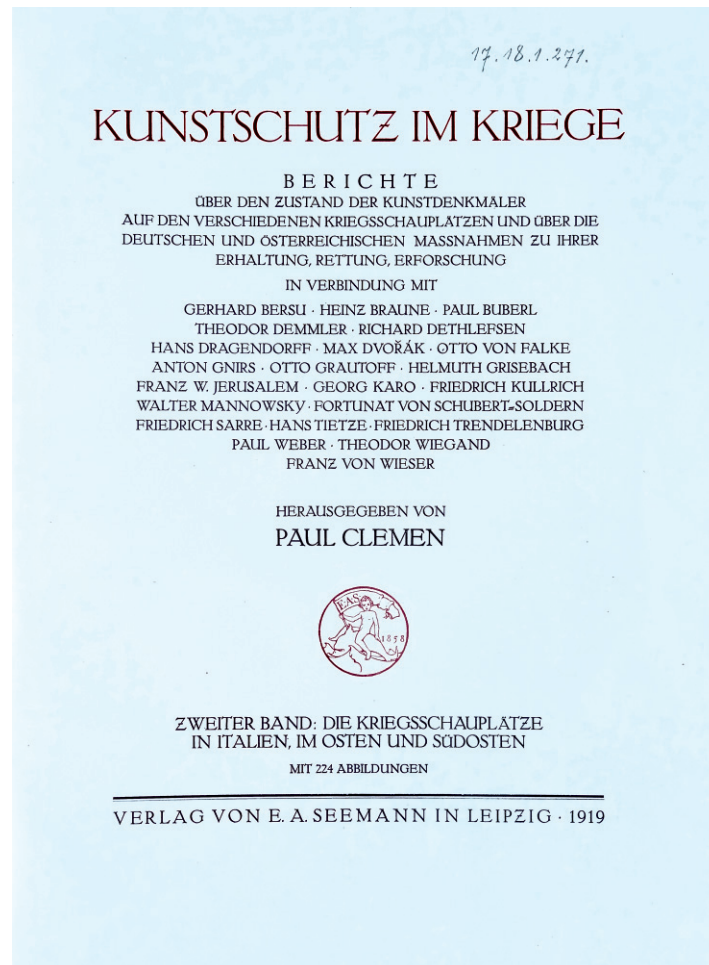 17.18.1.271.
KUNSTSCHUTZ IM KRIEGE
BERICHTE
ÜBER DEN ZUSTAND DER KUNSTDENKMÄLER
AUF DEN VERSCHIEDENEN KRIEGSSCHAUPLÄTZEN UND ÜBER DIE
DEUTSCHEN UND ÖSTERREICHISCHEN MASSNAHMEN ZU IHRER
ERHALTUNG, RETTUNG, ERFORSCHUNG
IN VERBINDUNG MIT
GERHARD BERSU · HEINZ BRAUNE · PAUL BUBERL
THEODOR DEMMLER · RICHARD DETHLEFSEN
HANS DRAGENDORFF · MAX DVOŘÁK · OTTO VON FALKE
ANTON GNIRS · OTTO GRAUTOFF · HELMUTH GRISEBACH
FRANZ W. JERUSALEM · GEORG KARO · FRIEDRICH KULLRICH
WALTER MANNOWSKY · FORTUNAT VON SCHUBERT-SOLDERN
FRIEDRICH SARRE · HANS TIETZE · FRIEDRICH TRENDELENBURG
PAUL WEBER · THEODOR WIEGAND
FRANZ VON WIESER
HERAUSGEGEBEN VON
PAUL CLEMEN
EAS
1858
ZWEITER BAND: DIE KRIEGSSCHAUPLÄTZE
IN ITALIEN, IM OSTEN UND SÜDOSTEN
MIT 224 ABBILDUNGEN
VERLAG VON E. A. SEEMANN IN LEIPZIG · 1919